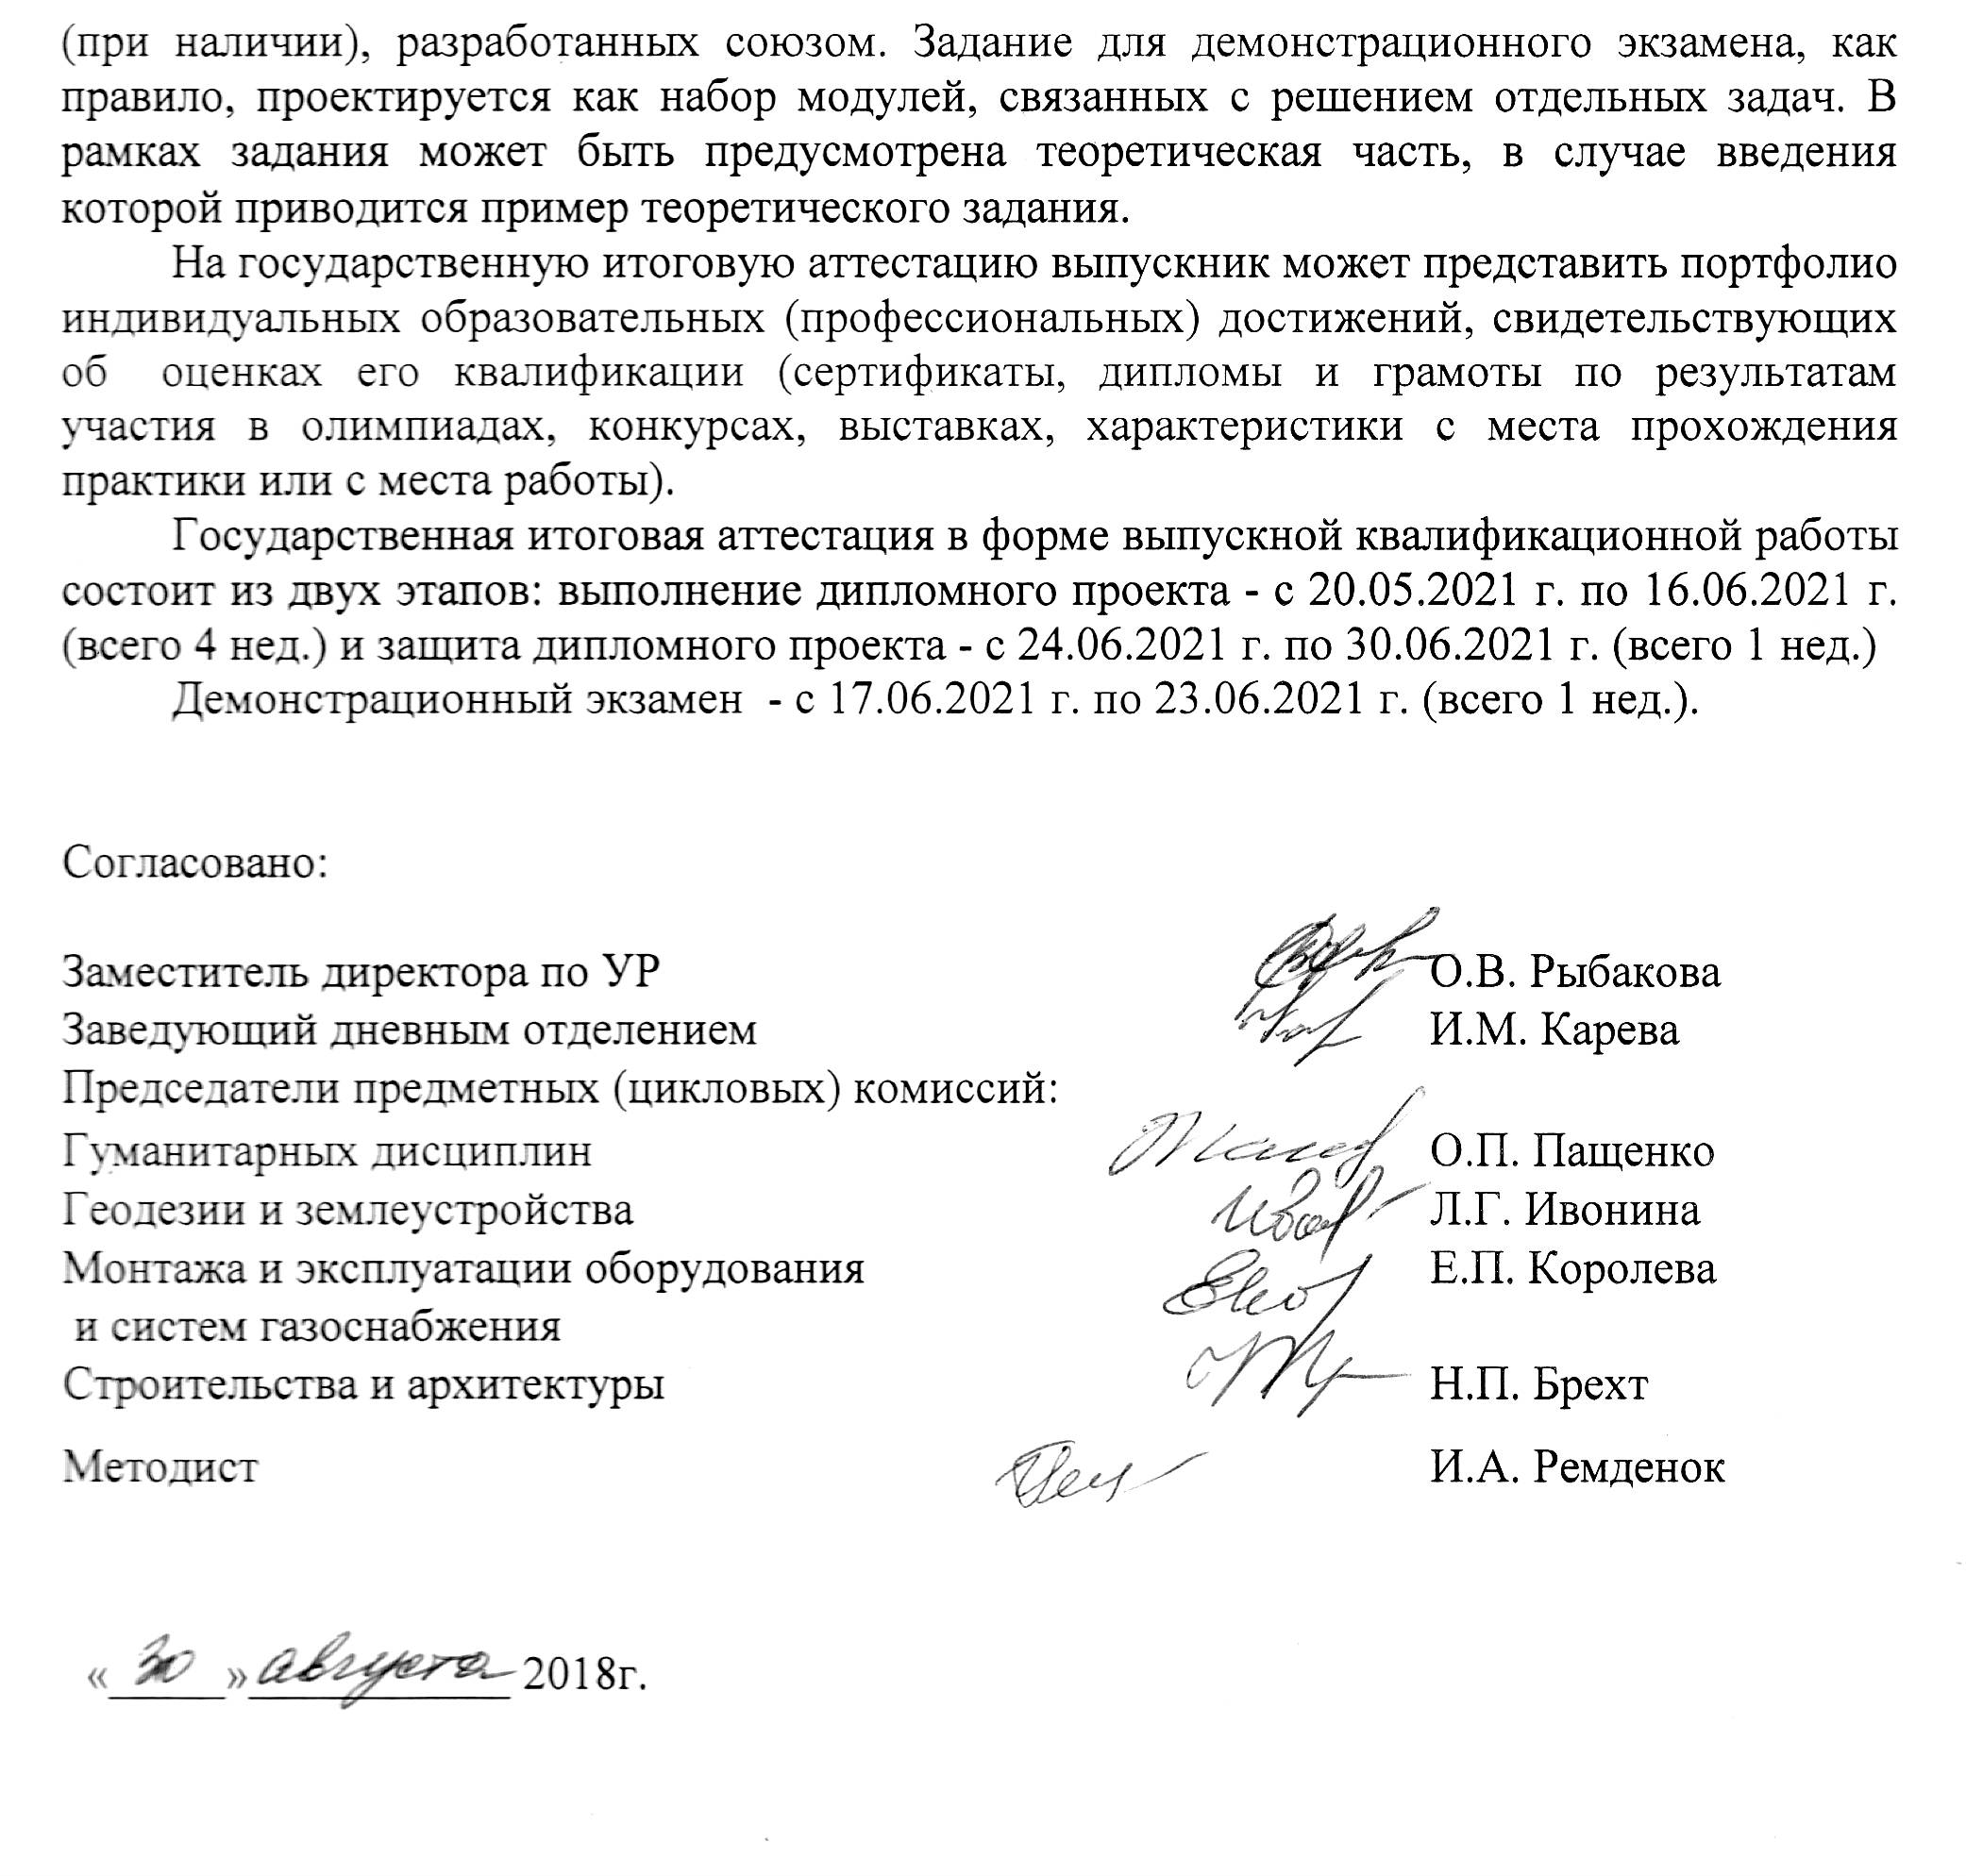 (при наличии), разработанных союзом. Задание для демонстрационного экзамена, как
правило, проектируется как набор модулей, связанных с решением отдельных задач. В
рамках задания может быть предусмотрена теоретическая часть, в случае введения
которой приводится пример теоретического задания.
На государственную итоговую аттестацию выпускник может представить портфолио
индивидуальных образовательных (профессиональных) достижений, свидетельствующих
об оценках его квалификации (сертификаты, дипломы и грамоты по результатам
участия в олимпиадах, конкурсах, выставках, характеристики с места прохождения
практики или с места работы).
Государственная итоговая аттестация в форме выпускной квалификационной работы
состоит из двух этапов: выполнение дипломного проекта - с 20.05.2021 г. по 16.06.2021 г.
(всего 4 нед.) и защита дипломного проекта - с 24.06.2021 г. по 30.06.2021 г. (всего 1 нед.)
Демонстрационный экзамен - с 17.06.2021 г. по 23.06.2021 г. (всего 1 нед.).
Согласовано:
Заместитель директора по УР О.В. Рыбакова
Заведующий дневным отделением И.М. Карева
Председатели предметных (цикловых) комиссий:
Гуманитарных дисциплин О.П. Пащенко
Геодезии и землеустройства Л.Г. Ивонина
Монтажа и эксплуатации оборудования Е.П. Королева
и систем газоснабжения
Строительства и архитектуры Н.П. Брехт
Методист И.А. Ремденок
«30» августа 2018г.